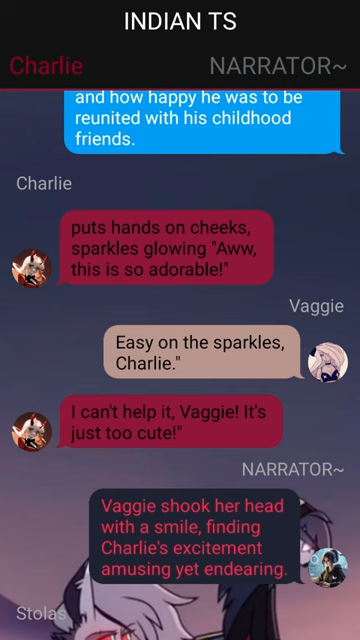 INDIAN TS
Charlie
NARRATOR~
and how happy he was to be
reunited with his childhood
friends.
Charlie
puts hands on cheeks,
sparkles glowing "Aww,
this is so adorable!"
Vaggie
Easy on the sparkles,
Charlie."
I can't help it, Vaggie! It's
just too cute!"
NARRATOR~
Vaggie shook her head
with a smile, finding
Charlie's excitement
amusing yet endearing.
Stolas